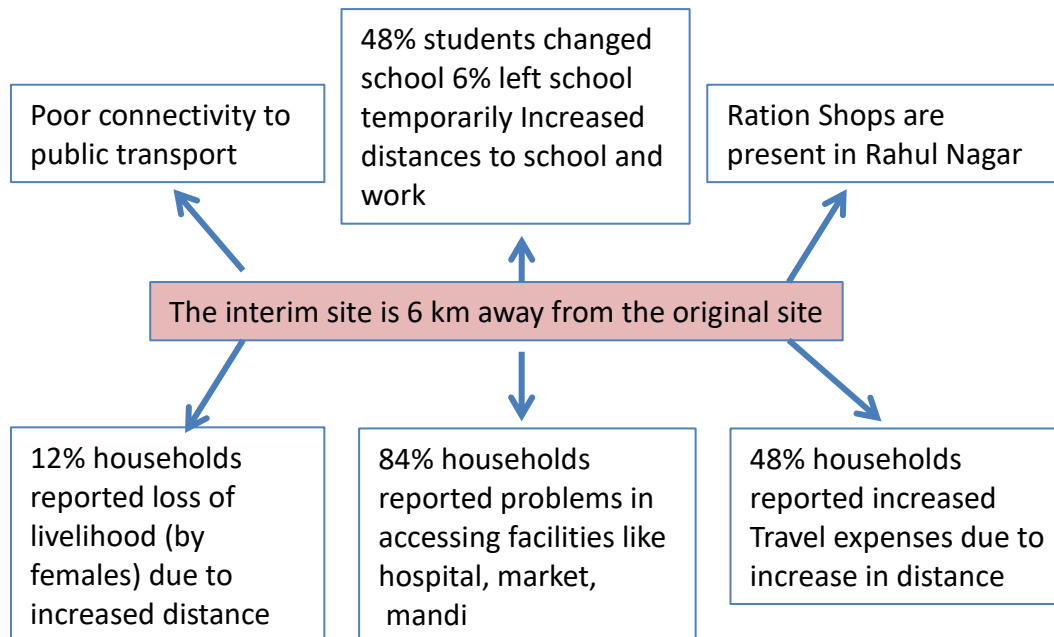 Poor connectivity to
public transport
48% students changed
school 6% left school
temporarily Increased
distances to school and
work
Ration Shops are
present in Rahul Nagar
The interim site is 6 km away from the original site
12% households
reported loss of
livelihood (by
females) due to
increased distance
84% households
reported problems in
accessing facilities like
hospital, market,
mandi
48% households
reported increased
Travel expenses due to
increase in distance